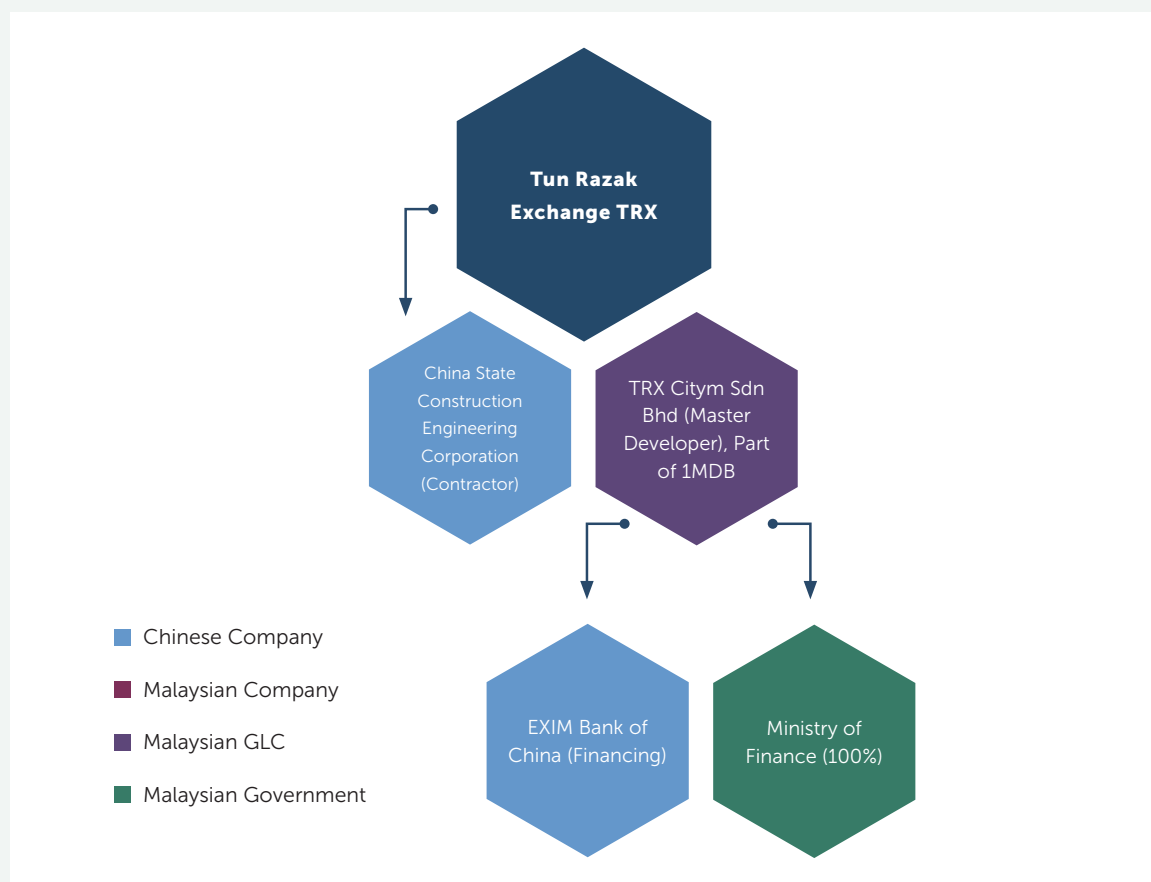 Tun Razak
Exchange TRX
China State
Construction
Engineering
Corporation
(Contractor)
TRX Citym Sdn
Bhd (Master
Developer), Part
of 1MDB
Chinese Company
Malaysian Company
Malaysian GLC
Malaysian Government
EXIM Bank of
China (Financing)
Ministry of
Finance (100%)